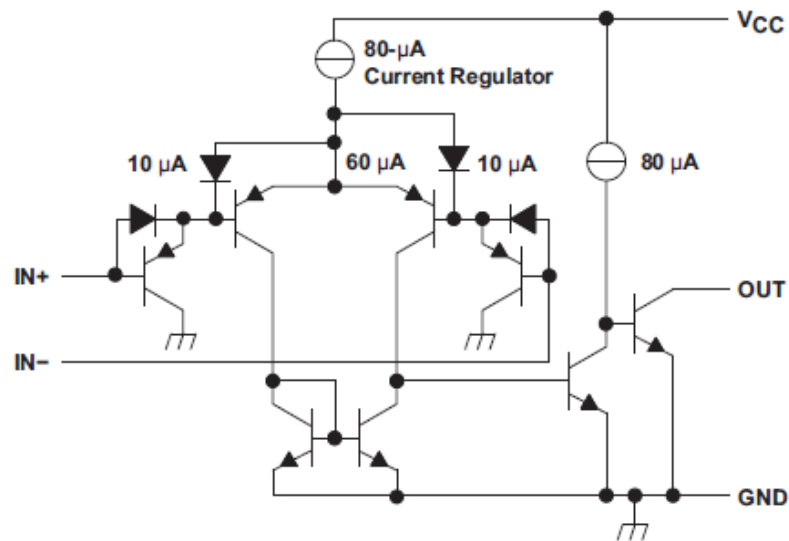 VCC
80-µA
Current Regulator
10 µA
60 µA
10 µA
80 µA
IN+
OUT
IN−
GND